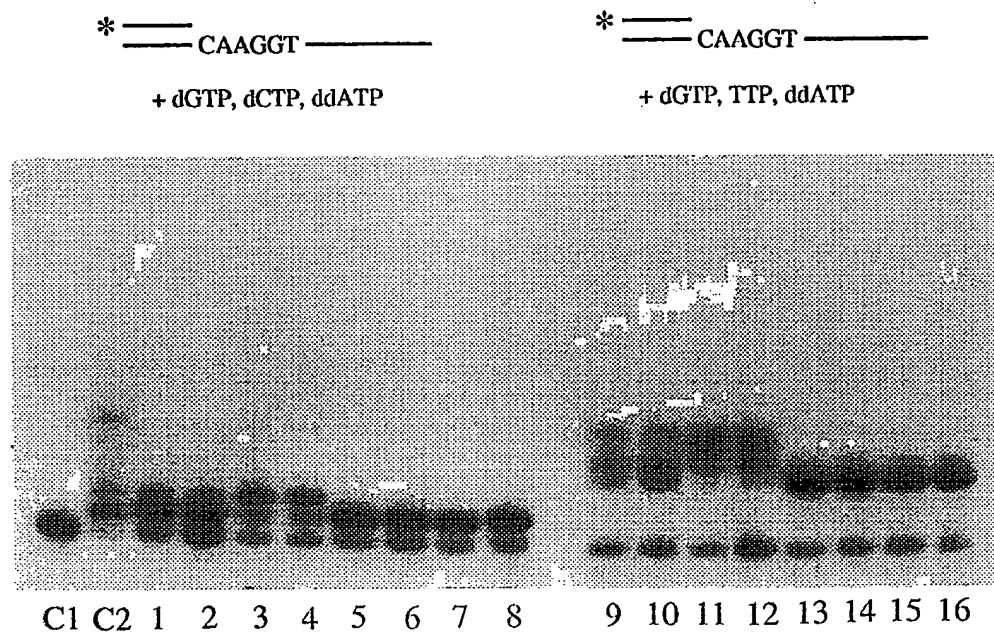 * CAAGGT
+ dGTP, dCTP, ddATP
* CAAGGT
+ dGTP, TTP, ddATP
C1 C2 1 2 3 4 5 6 7 8 9 10 11 12 13 14 15 16